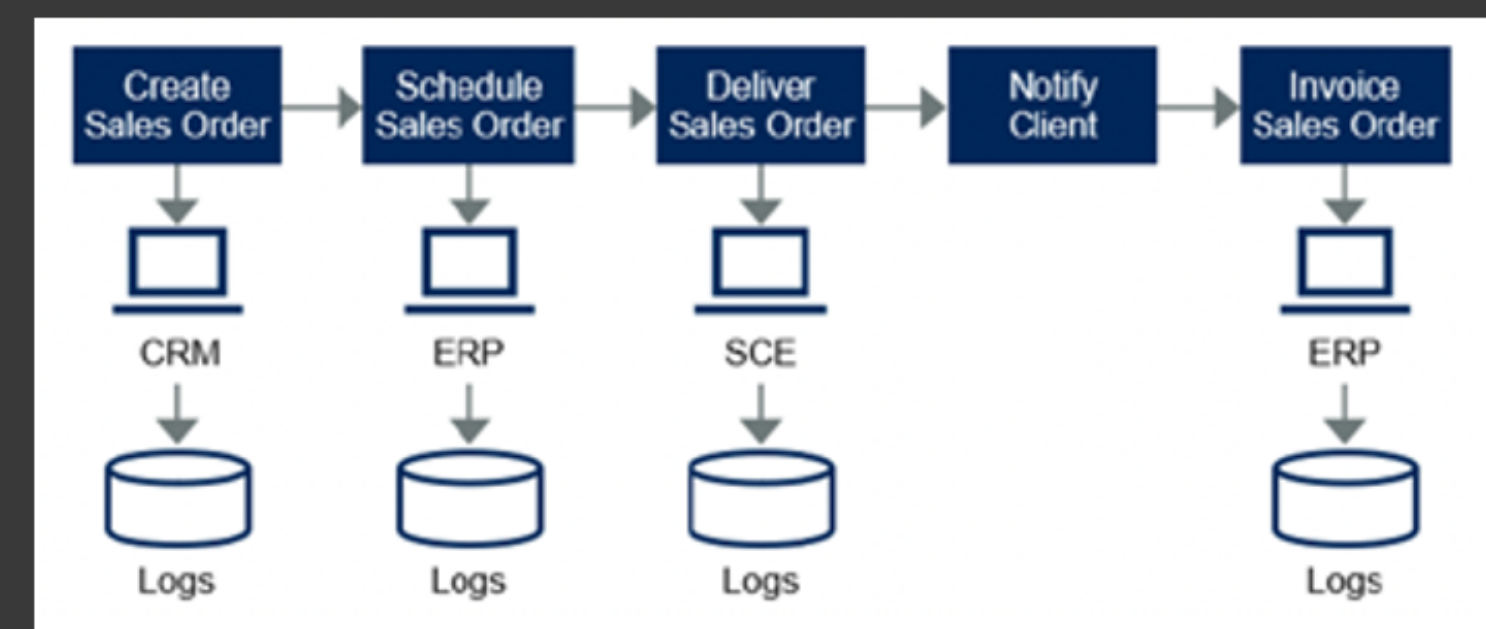 Create
Sales Order
Schedule
Sales Order
Deliver
Sales Order
Notify
Client
Invoice
Sales Order
CRM
ERP
SCE
ERP
Logs
Logs
Logs
Logs